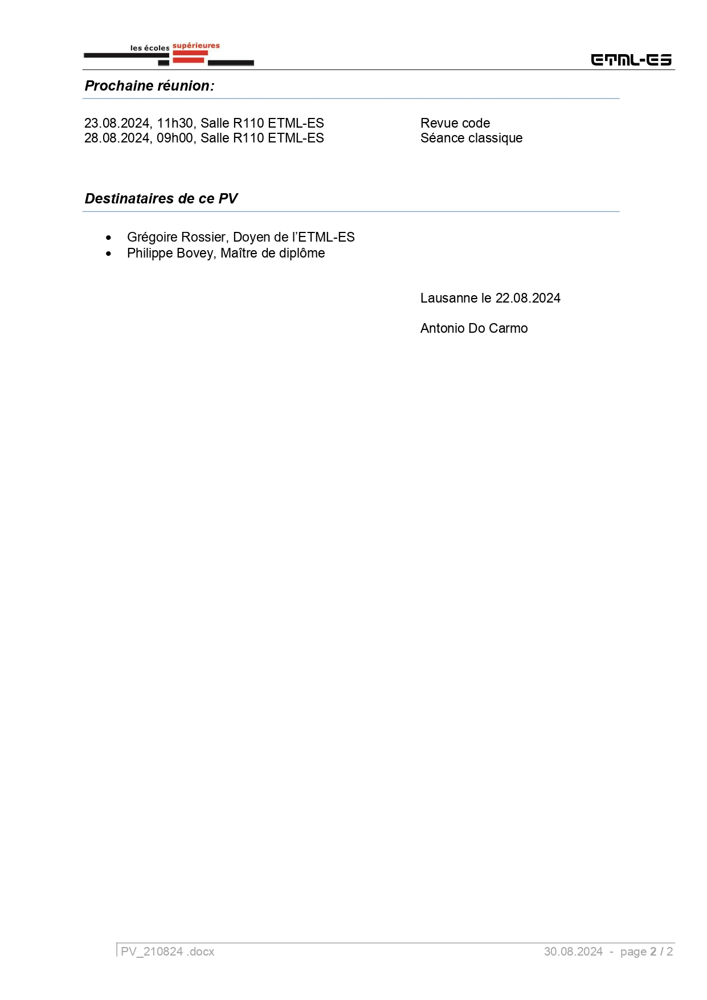 les écoles supérieures
ETML-ES
Prochaine réunion:
23.08.2024, 11h30, Salle R110 ETML-ES Revue code
28.08.2024, 09h00, Salle R110 ETML-ES Séance classique
Destinataires de ce PV
• Grégoire Rossier, Doyen de l’ETML-ES
• Philippe Bovey, Maître de diplôme
Lausanne le 22.08.2024
Antonio Do Carmo
PV_210824 .docx 30.08.2024 - page 2 / 2